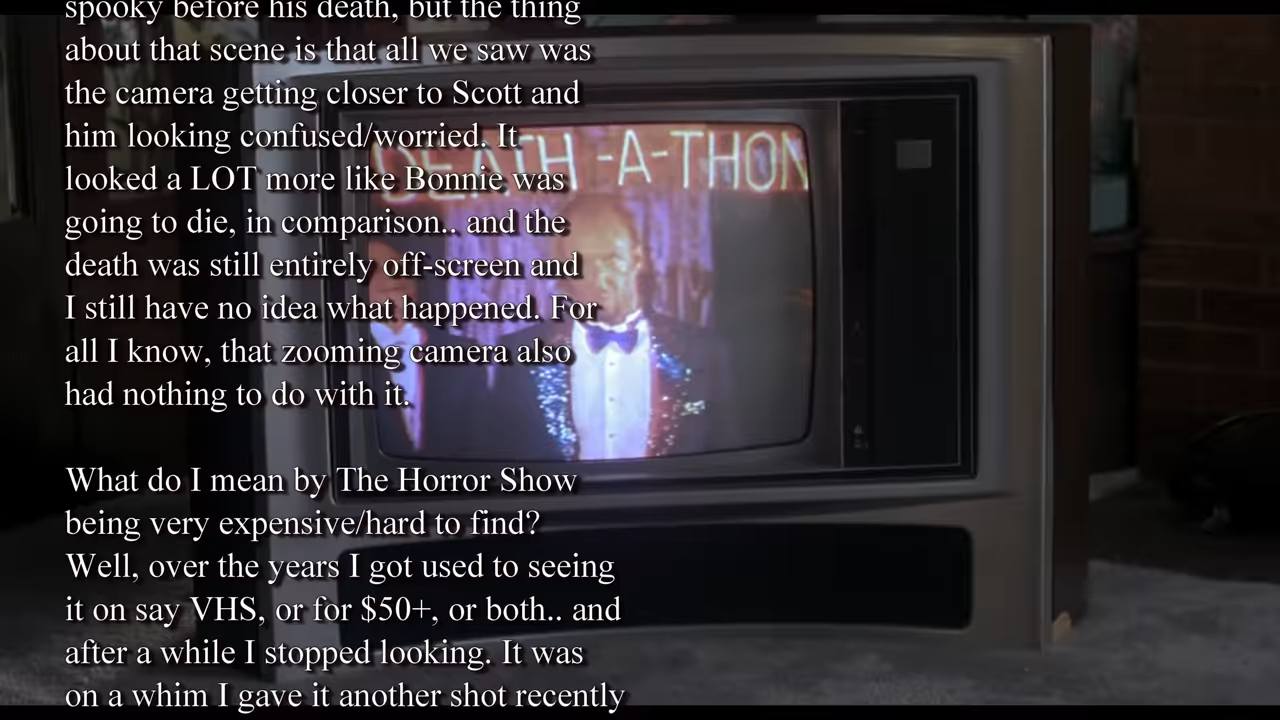 spooky before his death, but the thing
about that scene is that all we saw was
the camera getting closer to Scott and
him looking confused/worried. It
looked a LOT more like Bonnie was
going to die, in comparison.. and the
death was still entirely off-screen and
I still have no idea what happened. For
all I know, that zooming camera also
had nothing to do with it.
What do I mean by The Horror Show
being very expensive/hard to find?
Well, over the years I got used to seeing
it on say VHS, or for $50+, or both.. and
after a while I stopped looking. It was
on a whim I gave it another shot recently
DEATH -A-THON